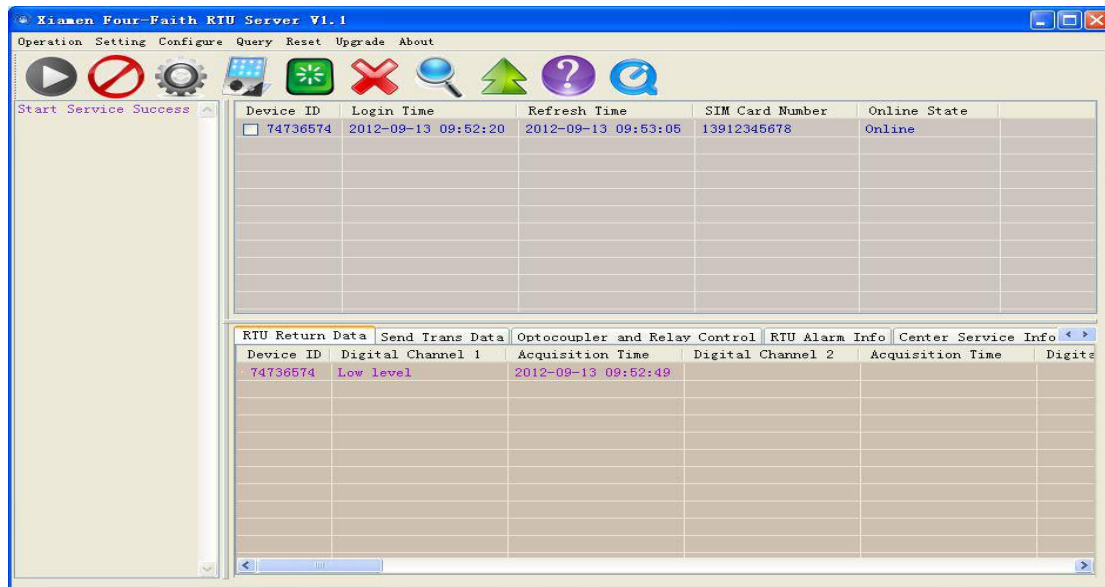 Xiamen Four-Faith RTU Server V1.1
Operation Setting Configure Query Reset Upgrade About
Start Service Success
Device ID Login Time Refresh Time SIM Card Number Online State
74736574 2012-09-13 09:52:20 2012-09-13 09:53:05 13912345678 Online
RTU Return Data Send Trans Data Optocoupler and Relay Control RTU Alarm Info Center Service Info
Device ID Digital Channel 1 Acquisition Time Digital Channel 2 Acquisition Time Digita
74736574 Low level 2012-09-13 09:52:49